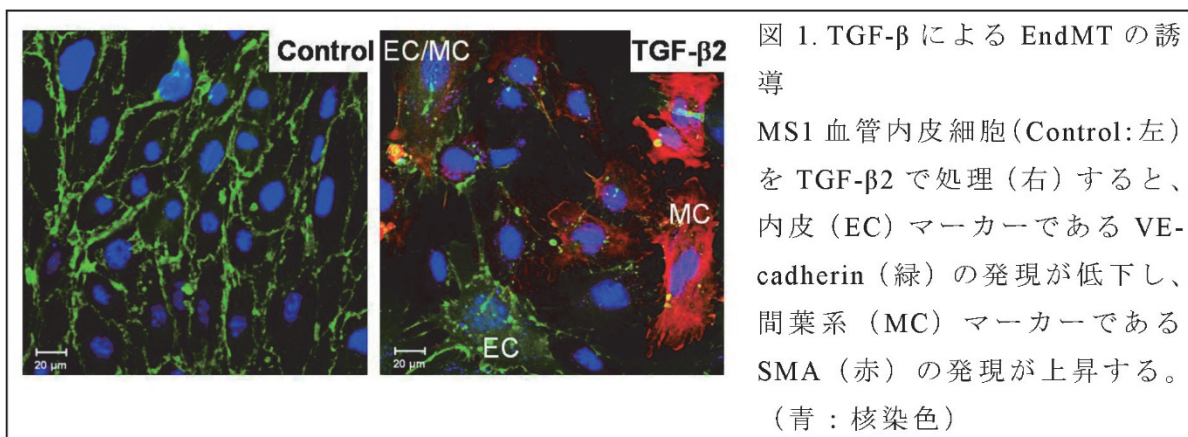 Control
20 μm
EC/MC
TGF-β2
MC
EC
20 μm
図 1. TGF-β による EndMT の誘
導
MS1 血管内皮細胞（Control：左）
を TGF-β2 で処理（右）すると、
内皮（EC）マーカーである VE-
cadherin（緑）の発現が低下し、
間葉系（MC）マーカーである
SMA（赤）の発現が上昇する。
（青：核染色）